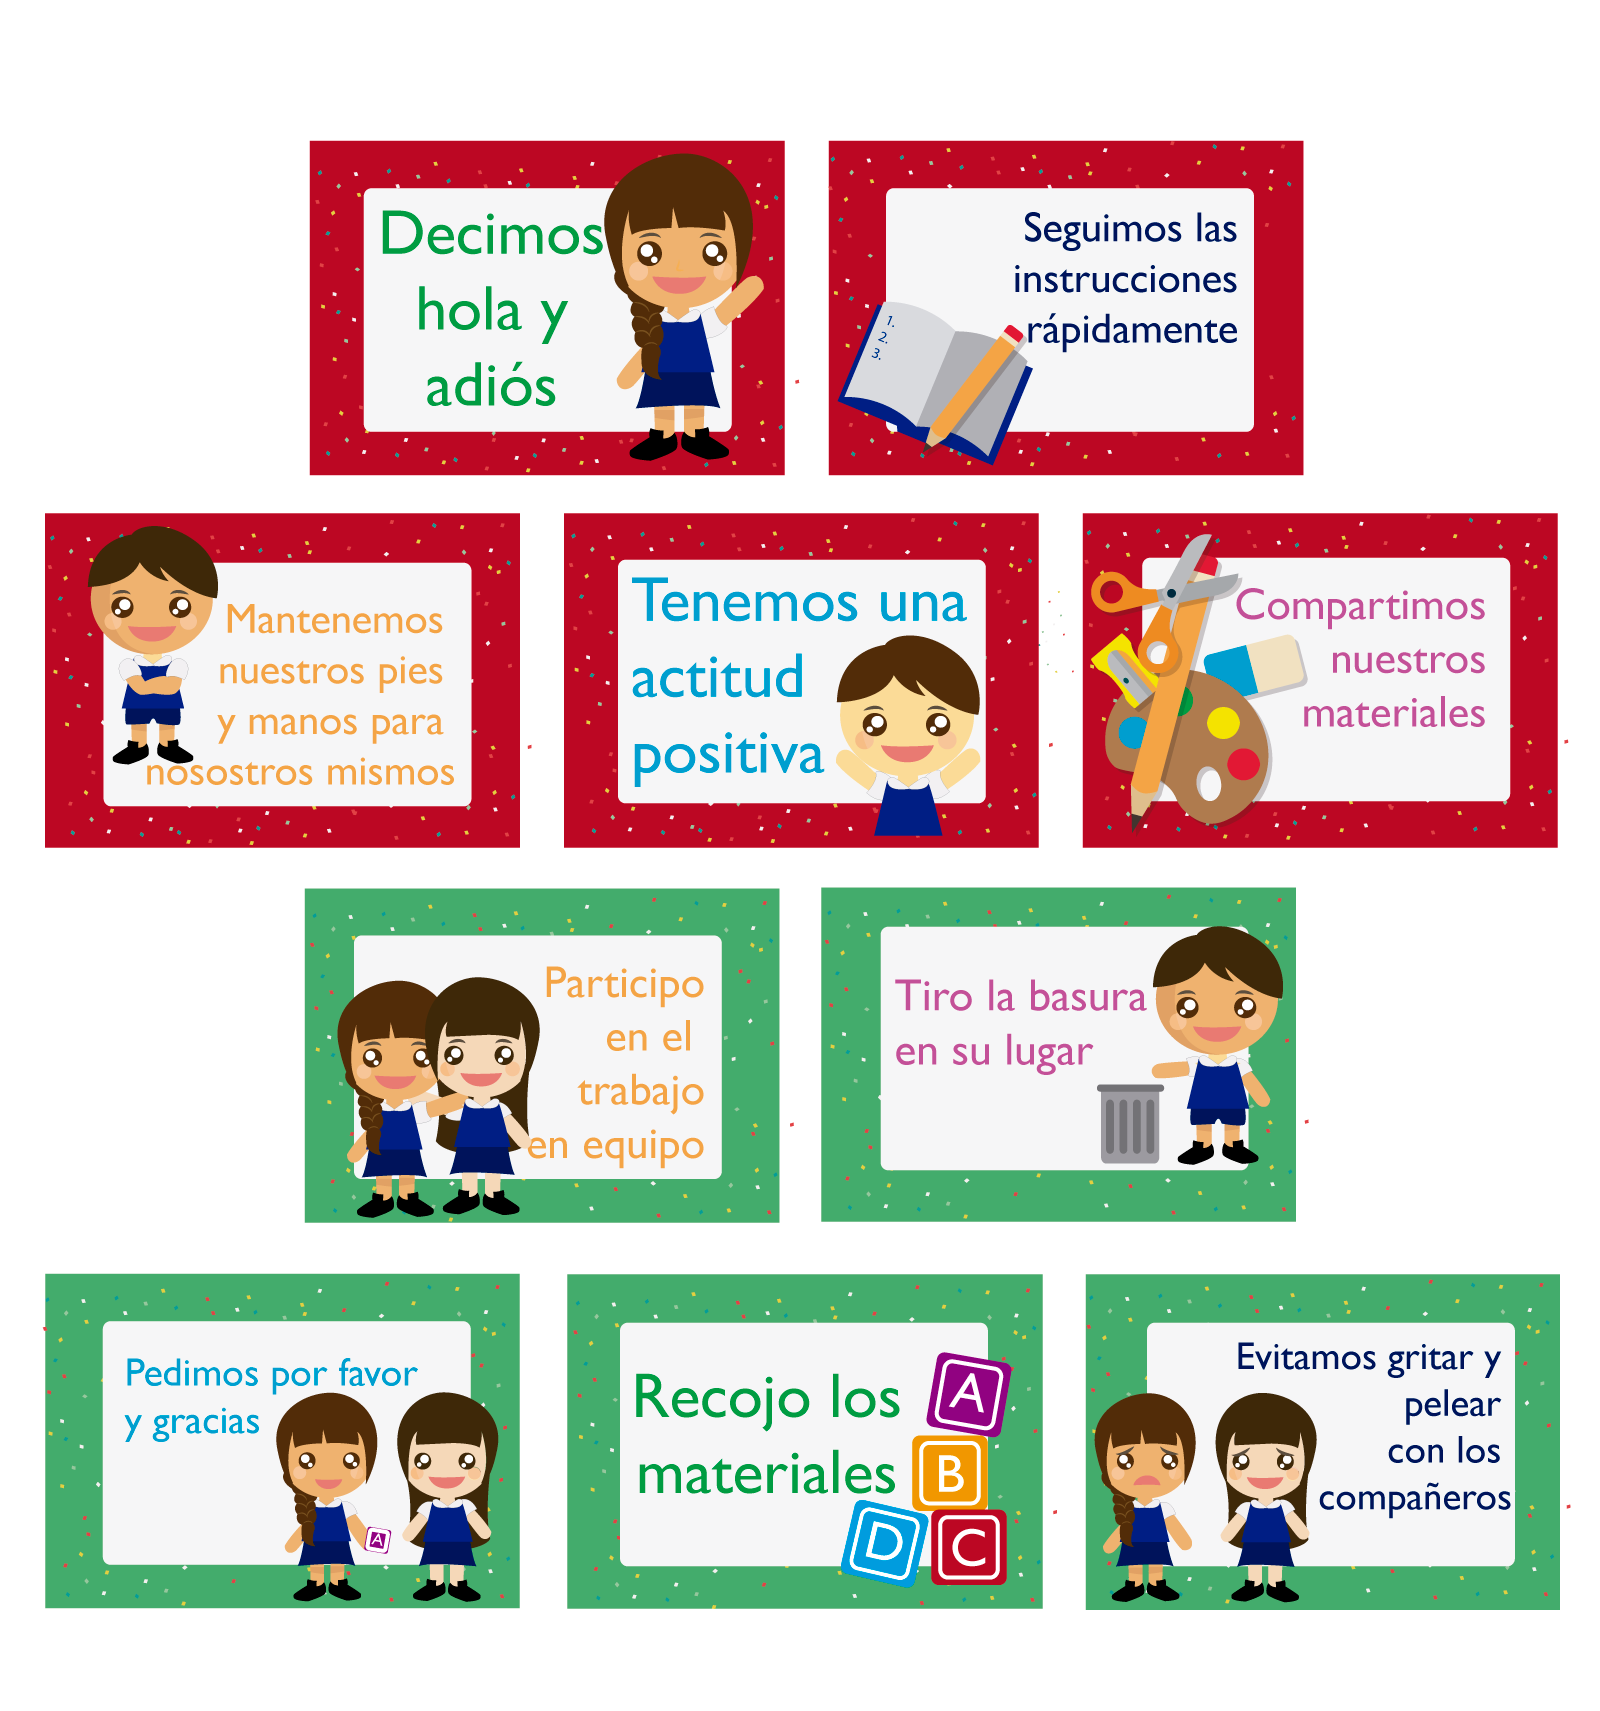 Decimos
hola y
adiós
Seguimos las
instrucciones
rápidamente
1.
2.
3.
Mantenemos
nuestros pies
y manos para
nosostros mismos
Tenemos una
actitud
positiva
Compartimos
nuestros
materiales
Participo
en el
trabajo
en equipo
Tiro la basura
en su lugar
Pedimos por favor
y gracias
A
Recojo los
materiales
A
B
D C
Evitamos gritar y
pelear
con los
compañeros